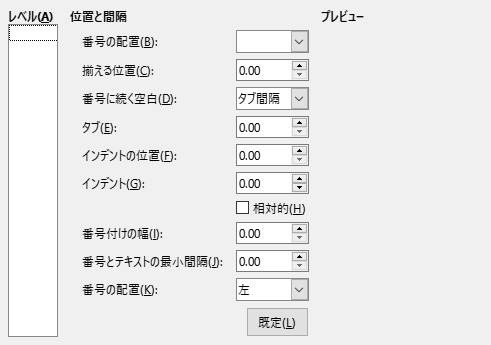 レベル(A) 位置と間隔 プレビュー
番号の配置(B):
揃える位置(C): 0.00
番号に続く空白(D): タブ間隔
タブ(E): 0.00
インデントの位置(F): 0.00
インデント(G): 0.00
相対的(H)
番号付けの幅(I): 0.00
番号とテキストの最小間隔(J): 0.00
番号の配置(K): 左
既定(L)